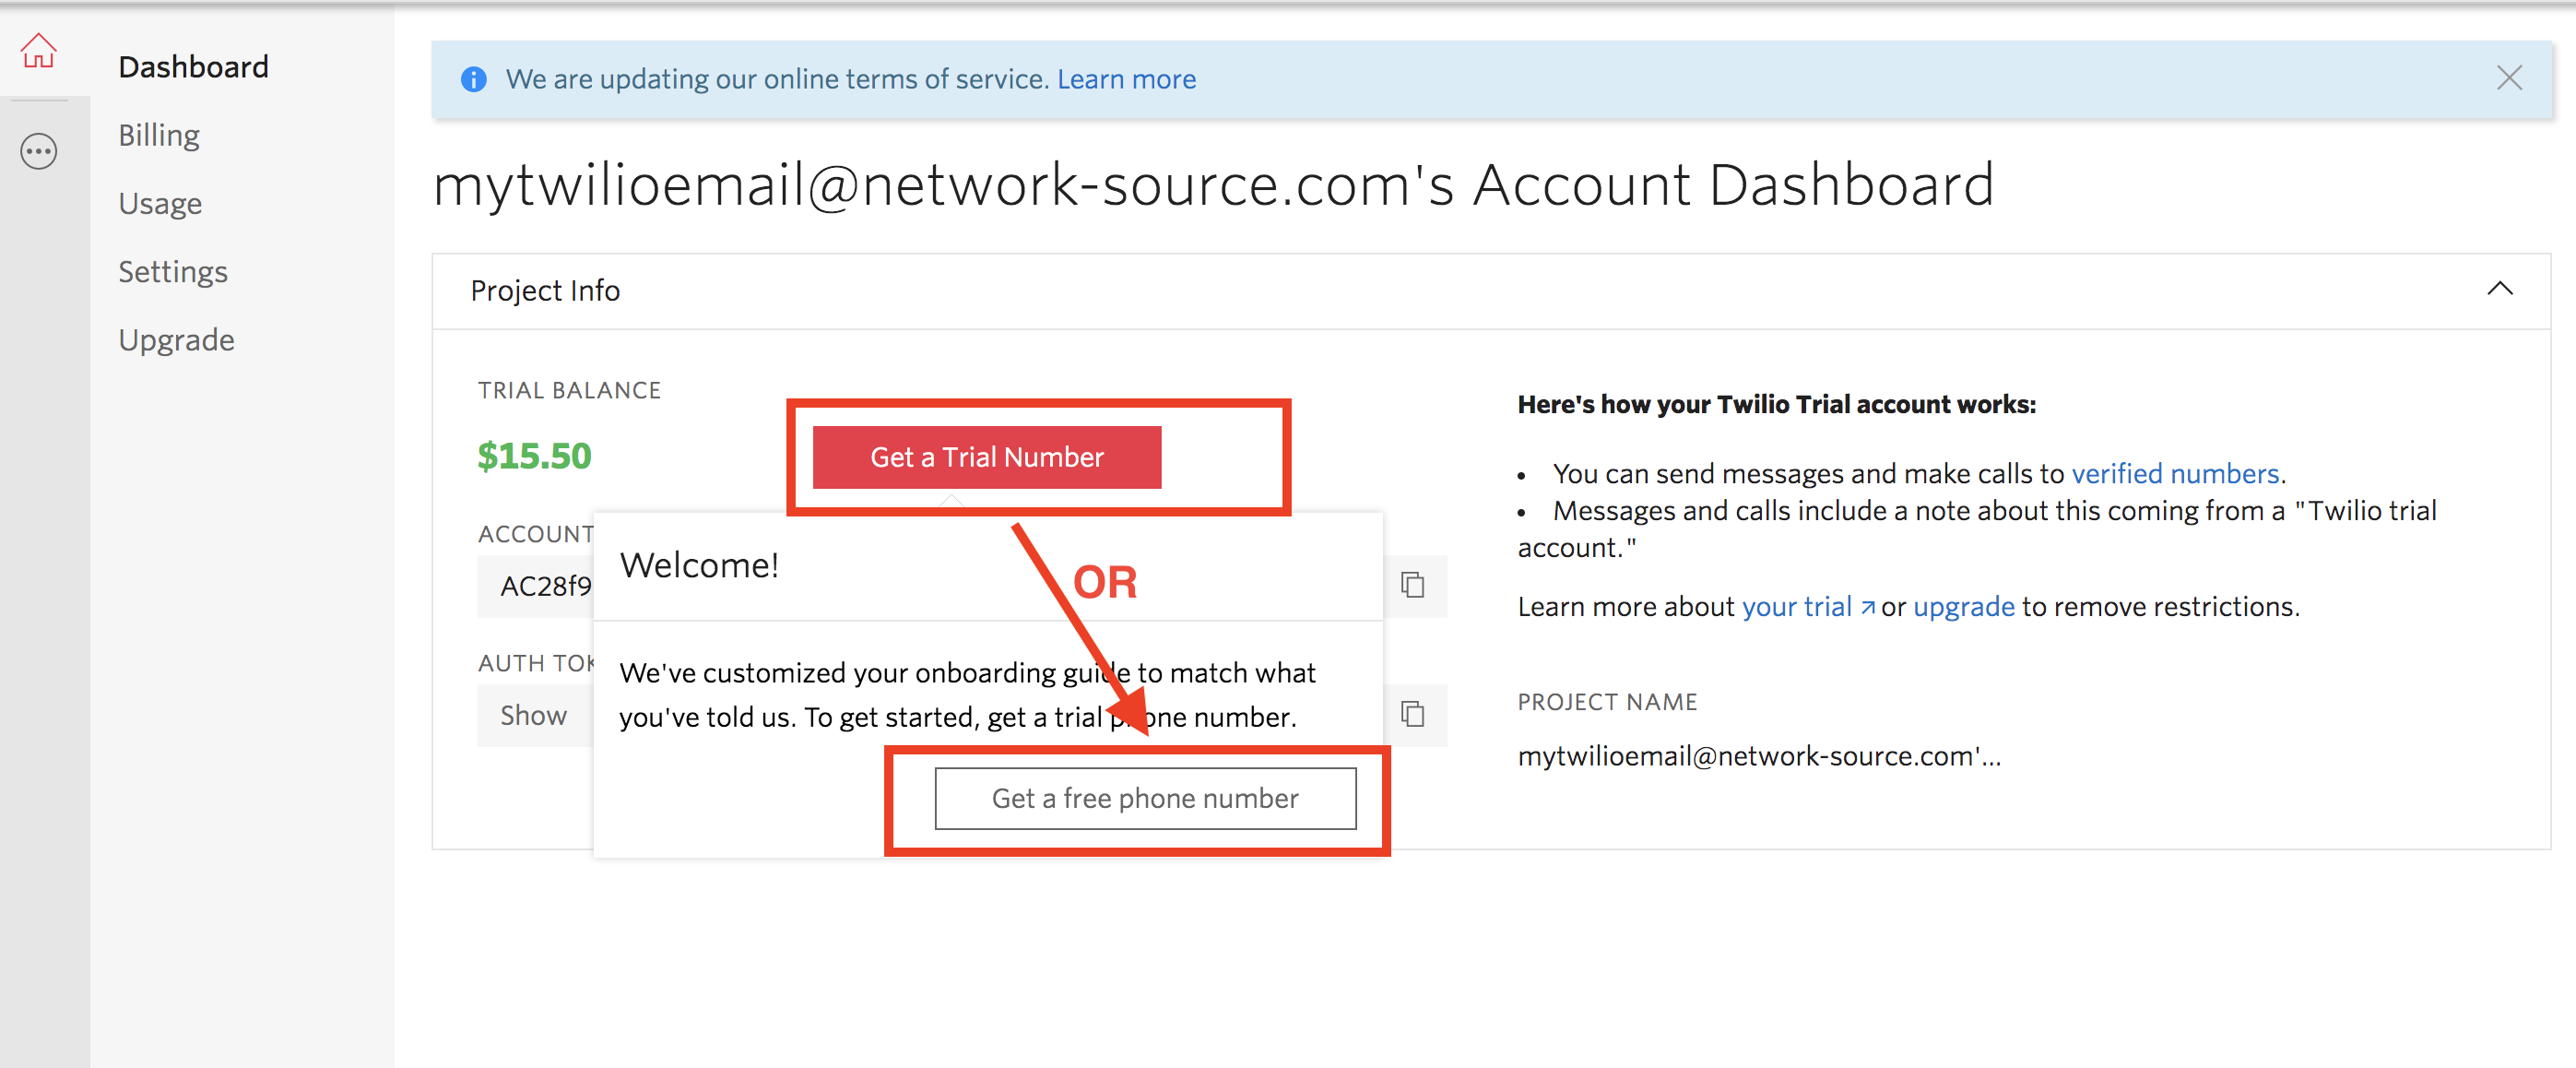 Dashboard
Billing
Usage
Settings
Upgrade
We are updating our online terms of service. Learn more
mytwilioemail@network-source.com's Account Dashboard
Project Info
TRIAL BALANCE
$15.50
Get a Trial Number
ACCOUNT
AC28f9
AUTH TOK
Show
Welcome!
OR
We've customized your onboarding guide to match what
you've told us. To get started, get a trial phone number.
Get a free phone number
Here's how your Twilio Trial account works:
• You can send messages and make calls to verified numbers.
• Messages and calls include a note about this coming from a "Twilio trial
account."
Learn more about your trial ↗ or upgrade to remove restrictions.
PROJECT NAME
mytwilioemail@network-source.com'...